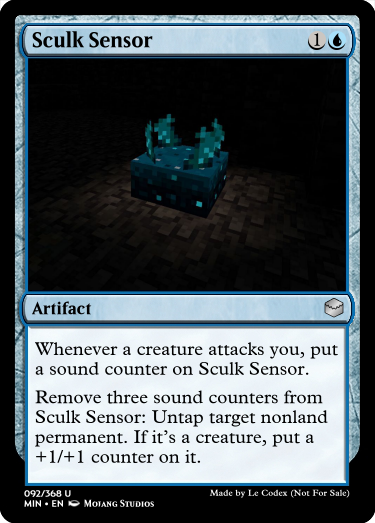 Sculk Sensor 1
Artifact
Whenever a creature attacks you, put
a sound counter on Sculk Sensor.
Remove three sound counters from
Sculk Sensor: Untap target nonland
permanent. If it's a creature, put a
+1/+1 counter on it.
092/368 U Made by Le Codex (Not For Sale)
MIN • EN Mojang Studios